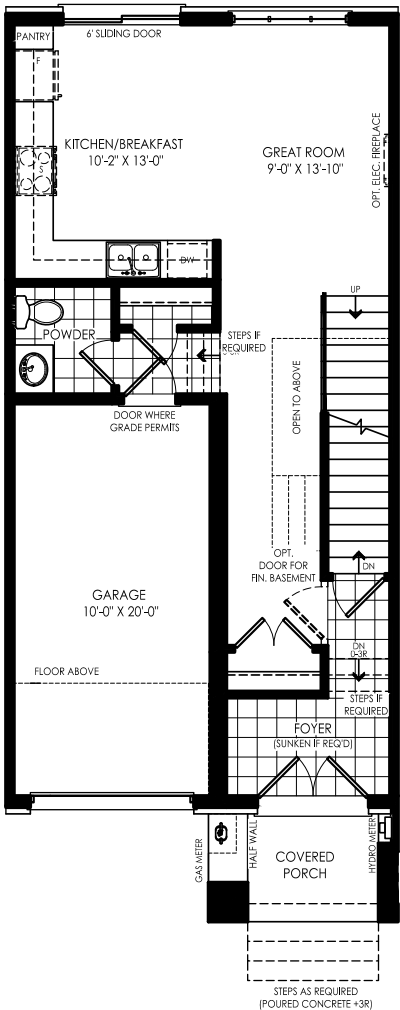 PANTRY
6' SLIDING DOOR
F
KITCHEN/BREAKFAST
10'-2" X 13'-0"
GREAT ROOM
9'-0" X 13'-10"
OPT. ELEC. FIREPLACE
S
DW
UP
POWDER
STEPS IF
REQUIRED
OPEN TO ABOVE
DOOR WHERE
GRADE PERMITS
OPT.
DOOR FOR
FIN. BASEMENT
DN
GARAGE
10'-0" X 20'-0"
DN
0-3R
FLOOR ABOVE
STEPS IF
REQUIRED
FOYER
(SUNKEN IF REQ'D)
GAS METER
HALF WALL
HYDRO METER
COVERED
PORCH
STEPS AS REQUIRED
(POURED CONCRETE +3R)